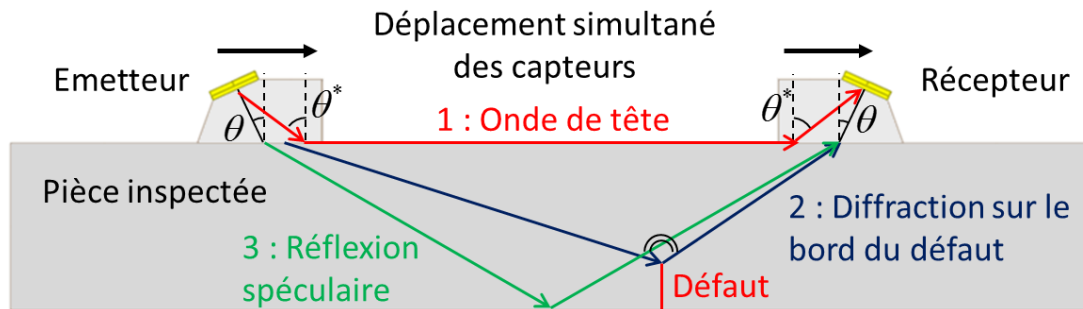 Déplacement simultané
des capteurs
Emetteur
Récepteur
θ
θ*
1 : Onde de tête
θ*
θ
Pièce inspectée
3 : Réflexion
spéculaire
2 : Diffraction sur le
bord du défaut
Défaut